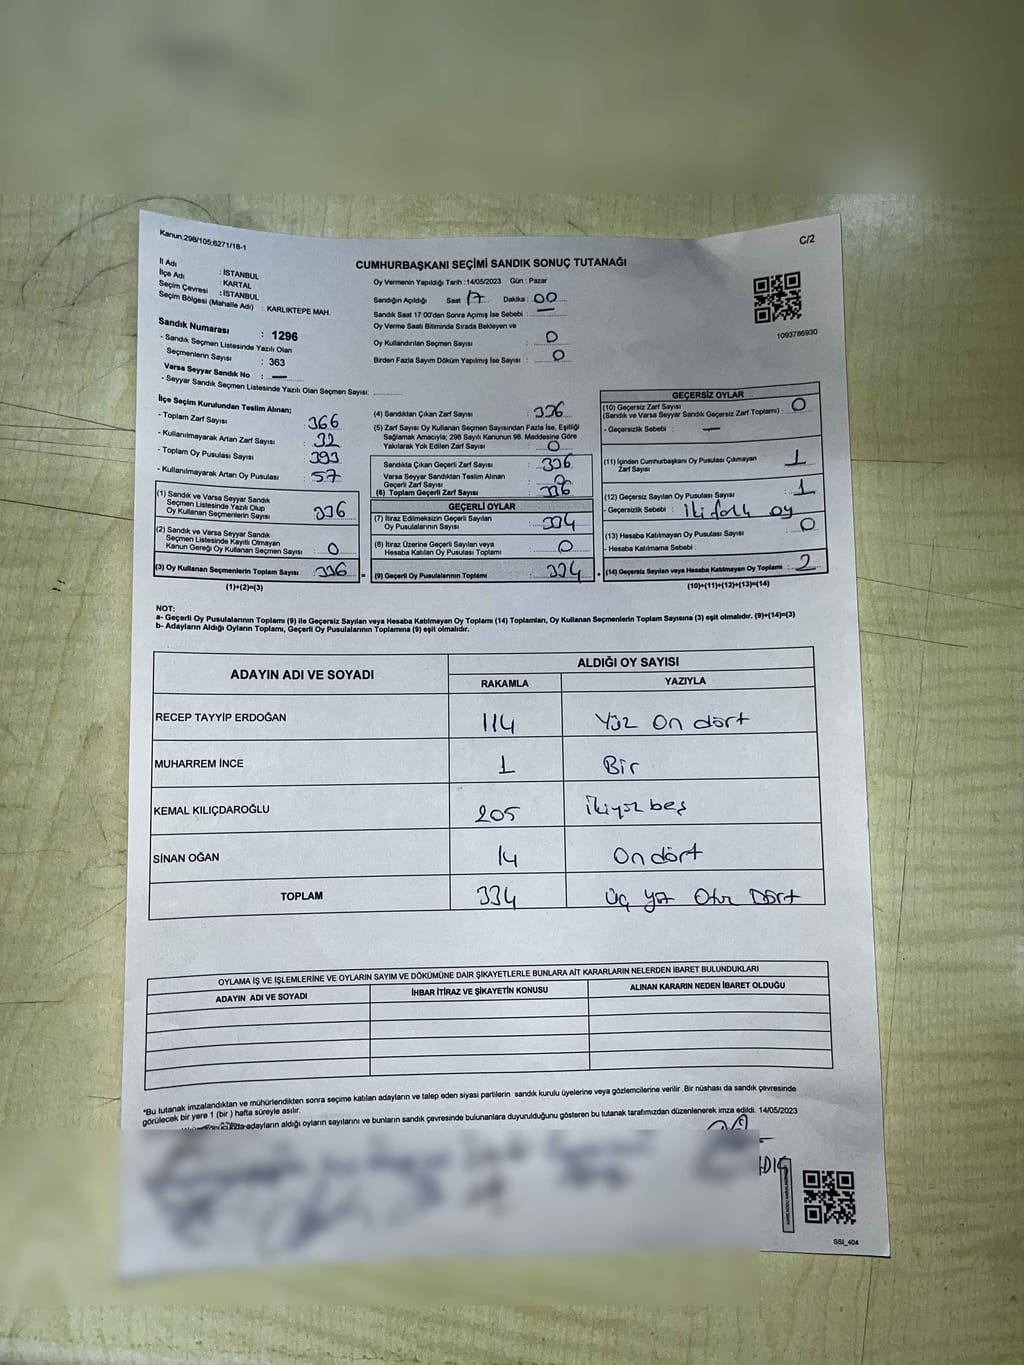 Kanun:298/105;6271/18-1
C/2
CUMHURBAŞKANI SEÇİMİ SANDIK SONUÇ TUTANAĞI
İl Adı : İSTANBUL
İlçe Adı : KARTAL
Seçim Çevresi : İSTANBUL
Seçim Bölgesi (Mahalle Adı) : KARLIKTEPE MAH.
Sandık Numarası : 1296
- Sandık Seçmen Listesinde Yazılı Olan
Seçmenlerin Sayısı : 363
Varsa Seyyar Sandık No : —
- Seyyar Sandık Seçmen Listesinde Yazılı Olan Seçmen Sayısı:
Oy Vermenin Yapıldığı Tarih :14/05/2023 Gün : Pazar
Sandığın Açıldığı Saat 17 Dakika : 00
Sandık Saat 17:00'den Sonra Açımış İse Sebebi : —
Oy Verme Saati Bitiminde Sırada Bekleyen ve
Oy Kullandırılan Seçmen Sayısı : 0
Birden Fazla Sayım Döküm Yapılmış İse Sayısı : 0
1093786930
İlçe Seçim Kurulundan Teslim Alınan;
- Toplam Zarf Sayısı : 366
- Kullanılmayarak Artan Zarf Sayısı : 32
- Toplam Oy Pusulası Sayısı : 393
- Kullanılmayarak Artan Oy Pusulası : 57
(1) Sandık ve Varsa Seyyar Sandık
Seçmen Listesinde Yazılı Olup
Oy Kullanan Seçmenlerin Sayısı : 336
(2) Sandık ve Varsa Seyyar Sandık
Seçmen Listesinde Kayıtlı Olmayan
Kanun Gereği Oy Kullanan Seçmen Sayısı : 0
(3) Oy Kullanan Seçmenlerin Toplam Sayısı : 336
(1)+(2)=(3)
(4) Sandıktan Çıkan Zarf Sayısı : 336
(5) Zarf Sayısı Oy Kullanan Seçmen Sayısından Fazla İse, Eşitliği
Sağlamak Amacıyla; 298 Sayılı Kanunun 98. Maddesine Göre
Yakılarak Yok Edilen Zarf Sayısı : 0
Sandıkta Çıkan Geçerli Zarf Sayısı : 336
Varsa Seyyar Sandıktan Teslim Alınan
Geçerli Zarf Sayısı : 0
(6) Toplam Geçerli Zarf Sayısı : 336
GEÇERLİ OYLAR
(7) İtiraz Edilmeksizin Geçerli Sayılan
Oy Pusulasının Sayısı : 334
(8) İtiraz Üzerine Geçerli Sayılan veya
Hesaba Katılan Oy Pusulası Toplamı : 0
(9) Geçerli Oy Pusulalarının Toplamı : 334
GEÇERSİZ OYLAR
(10) Geçersiz Zarf Sayısı
(Sandık ve Varsa Seyyar Sandık Geçersiz Zarf Toplamı) : 0
- Geçersizlik Sebebi : —
(11) İçinden Cumhurbaşkanı Oy Pusulası Çıkmayan
Zarf Sayısı : 1
(12) Geçersiz Sayılan Oy Pusulası Sayısı : 1
- Geçersizlik Sebebi : oy
(13) Hesaba Katılmayan Oy Pusulası Sayısı : 0
- Hesaba Katılmama Sebebi :
(14) Geçersiz Sayılan veya Hesaba Katılmayan Oy Toplamı : 2
(10)+(11)+(12)+(13)=(14)
NOT:
a- Geçerli Oy Pusulalarının Toplamı (9) ile Geçersiz Sayılan veya Hesaba Katılmayan Oy Toplamı (14) Toplamları, Oy Kullanan Seçmenlerin Toplam Sayısına (3) eşit olmalıdır. (9)+(14)=(3)
b- Adayların Aldığı Oyların Toplamı, Geçerli Oy Pusulalarının Toplamına (9) eşit olmalıdır.
ADAYIN ADI VE SOYADI ALDIĞI OY SAYISI
RAKAMLA YAZIYLA
RECEP TAYYİP ERDOĞAN 114 Yüz On dört
MUHARREM İNCE 1 Bir
KEMAL KILIÇDAROĞLU 205 İkiyüz beş
SİNAN OĞAN 14 On dört
TOPLAM 334 Üç yüz Otuz Dört
OYLAMA İŞ VE İŞLEMLERİNE VE OYLARIN SAYIM VE DÖKÜMÜNE DAİR ŞİKAYETLERLE BUNLARA AİT KARARLARIN NELERDEN İBARET BULUNDUKLARI
ADAYIN ADI VE SOYADI İHBAR İTİRAZ VE ŞİKAYETİN KONUSU ALINAN KARARIN NEDEN İBARET OLDUĞU
*Bu tutanak imzalandıktan ve mühürlendikten sonra seçime katılan adayların ve talep eden siyasi partilerin sandık kurulu üyelerine veya gözlemcilerine verilir .Bir nüshası da sandık çevresinde
görülecek bir yere 1 (bir ) hafta süreyle asılır.
adayların aldığı oyların sayılarını ve bunların sandık çevresinde bulunanlara duyurulduğunu gösteren bu tutanak tarafımızdan düzenlenerek imza edildi. 14/05/2023
SSI_404